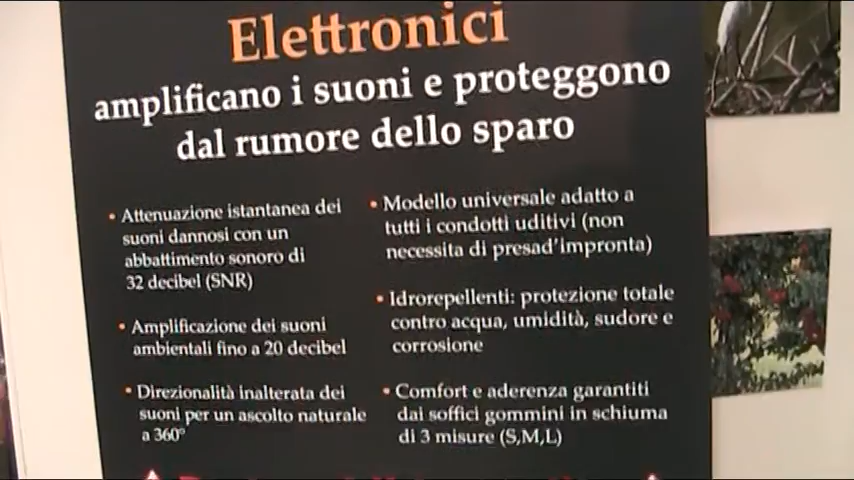 Elettronici
amplificano i suoni e proteggono
dal rumore dello sparo
• Attenuazione istantanea dei
suoni dannosi con un
abbattimento sonoro di
32 decibel (SNR)
• Amplificazione dei suoni
ambientali fino a 20 decibel
• Direzionalità inalterata dei
suoni per un ascolto naturale
a 360°
• Modello universale adatto a
tutti i condotti uditivi (non
necessita di presad'impronta)
• Idrorepellenti: protezione totale
contro acqua, umidità, sudore e
corrosione
• Comfort e aderenza garantiti
dai soffici gommini in schiuma
di 3 misure (S,M,L)